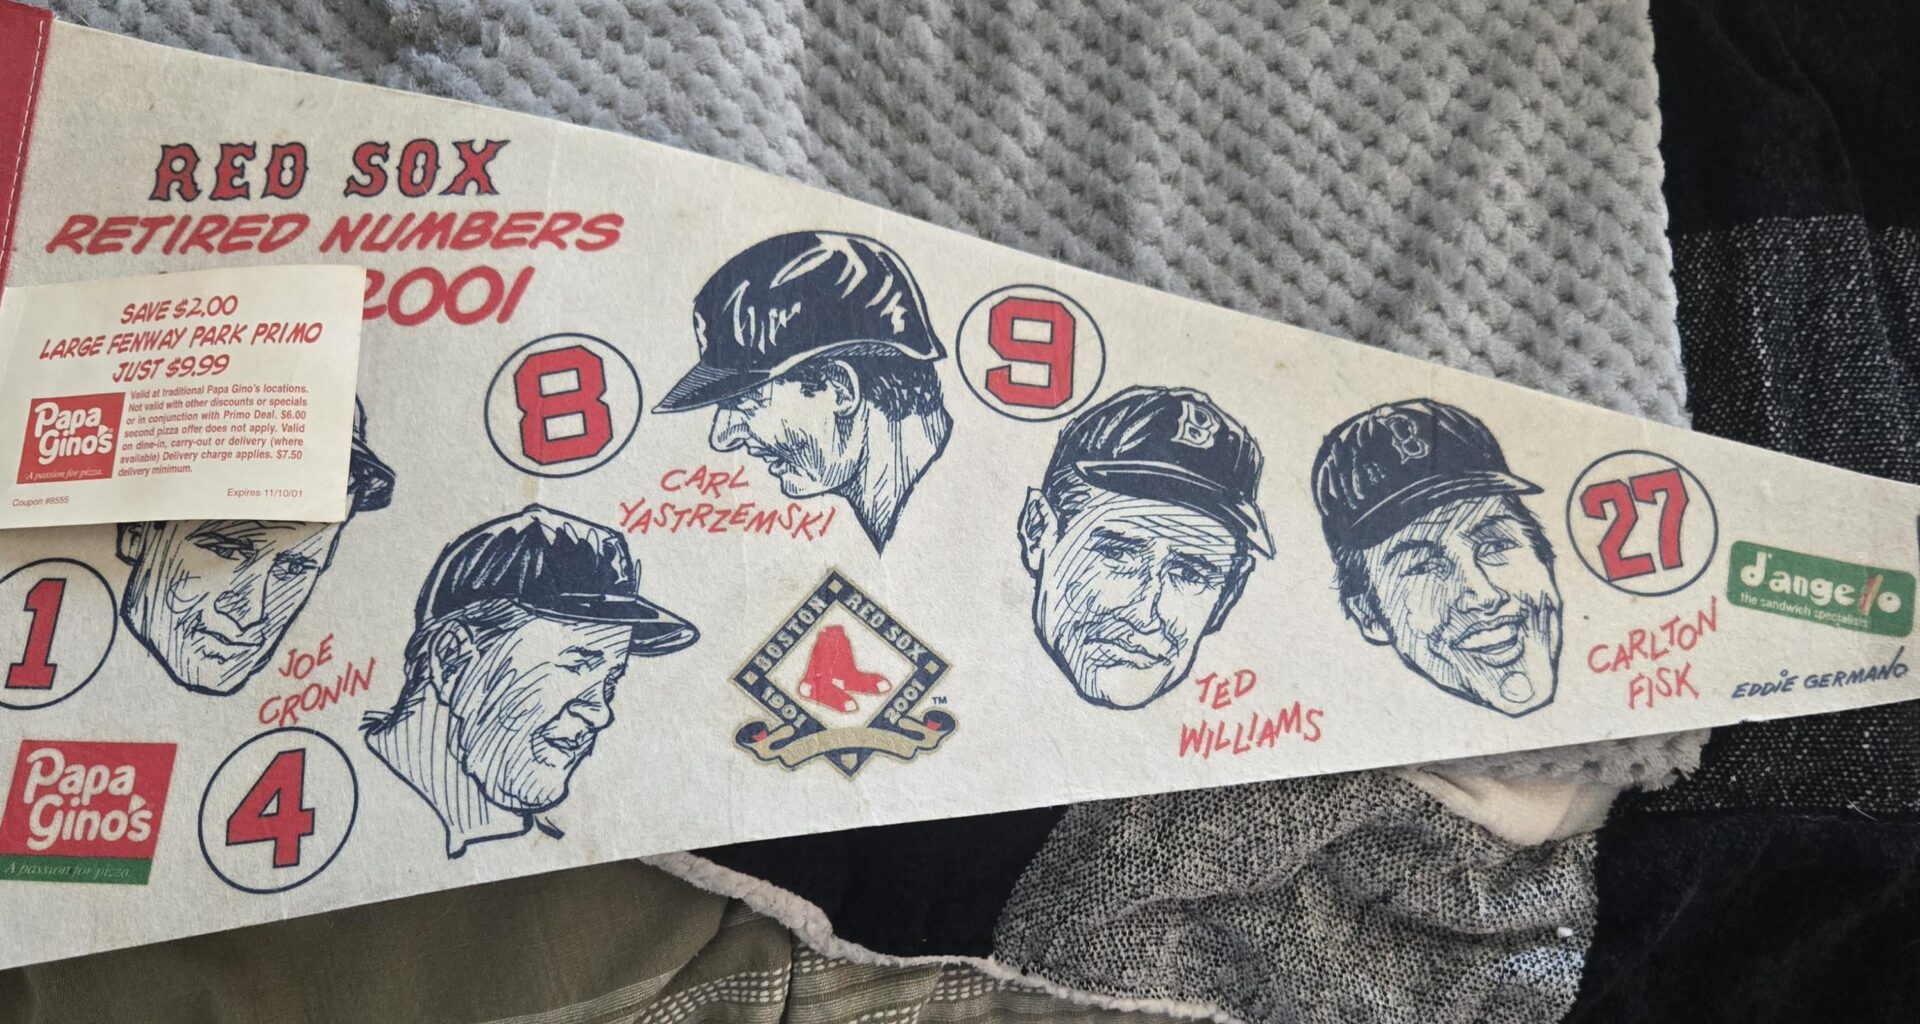 RED SOX
RETIRED NUMBERS
2001
SAVE $2.00
LARGE FENWAY PARK PRIMO
JUST $9.99
Papa
Gino's
A passion for pizza.
Valid at traditional Papa Gino's locations.
Not valid with other discounts or specials
or in conjunction with Primo Deal. $6.00
second pizza offer does not apply. Valid
on dine-in, carry-out or delivery (where
available) Delivery charge applies. $7.50
delivery minimum.
Coupon #8555
Expires 11/10/01
1
JOE
CRONIN
Papa
Gino's
A passion for pizza.
4
8
CARL
YASTRZEMSKI
BOSTON RED SOX
1901 2001
TM
9
B
TED
WILLIAMS
B
27
CARLTON
FISK
d'angelo
the sandwich specialists
EDDIE GERMANO